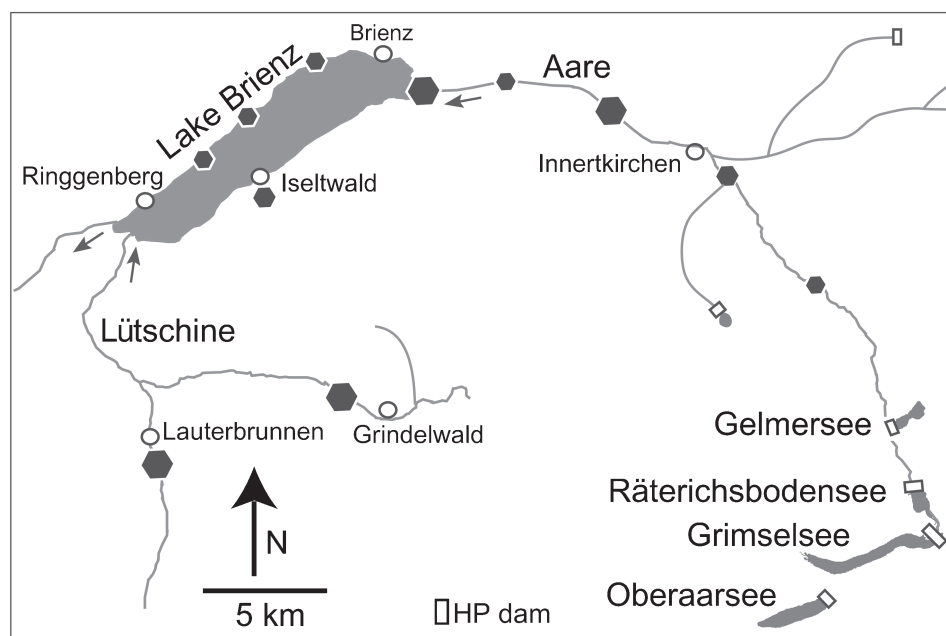 Brienz
Aare
Lake Brienz
Innertkirchen
Ringgenberg
Iseltwald
Lütschine
Gelmersee
Lauterbrunnen
Grindelwald
Räterichsbodensee
Grimselsee
N
Oberaarsee
5 km
HP dam